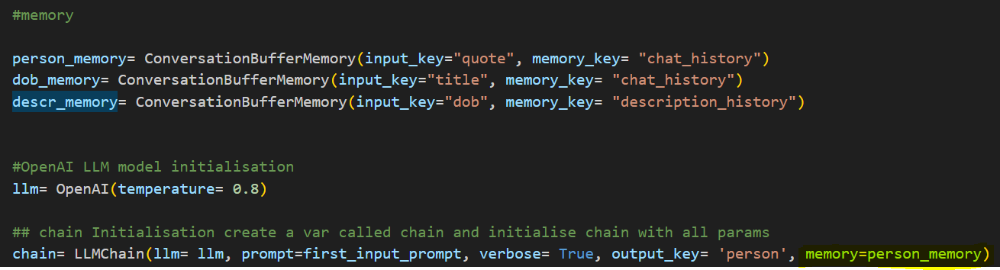 #memory
person_memory= ConversationBufferMemory(input_key="quote", memory_key= "chat_history")
dob_memory= ConversationBufferMemory(input_key="title", memory_key= "chat_history")
descr_memory= ConversationBufferMemory(input_key="dob", memory_key= "description_history")
#OpenAI LLM model initialisation
llm= OpenAI(temperature= 0.8)
## chain Initialisation create a var called chain and initialise chain with all params
chain= LLMChain(llm= llm, prompt=first_input_prompt, verbose= True, output_key= 'person', memory=person_memory)